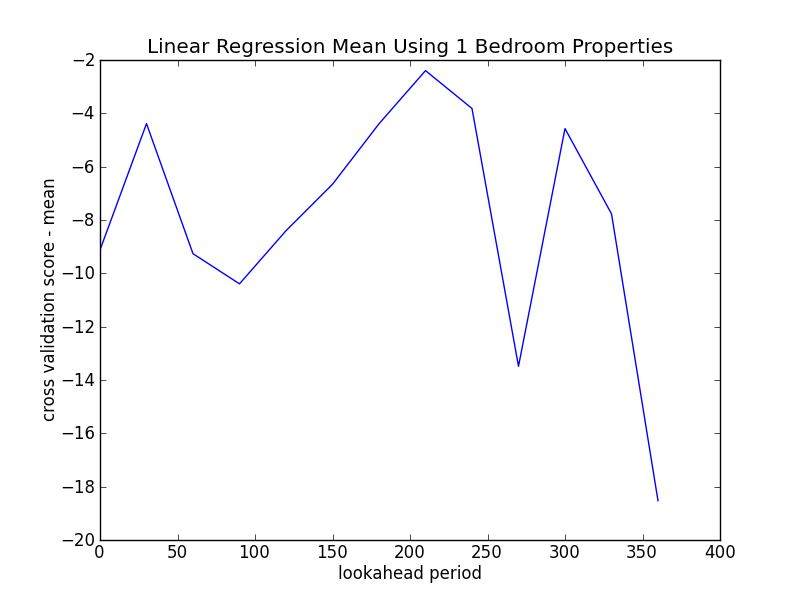 Linear Regression Mean Using 1 Bedroom Properties
−2
−4
−6
−8
−10
−12
−14
−16
−18
−20
cross validation score - mean
0 50 100 150 200 250 300 350 400
lookahead period